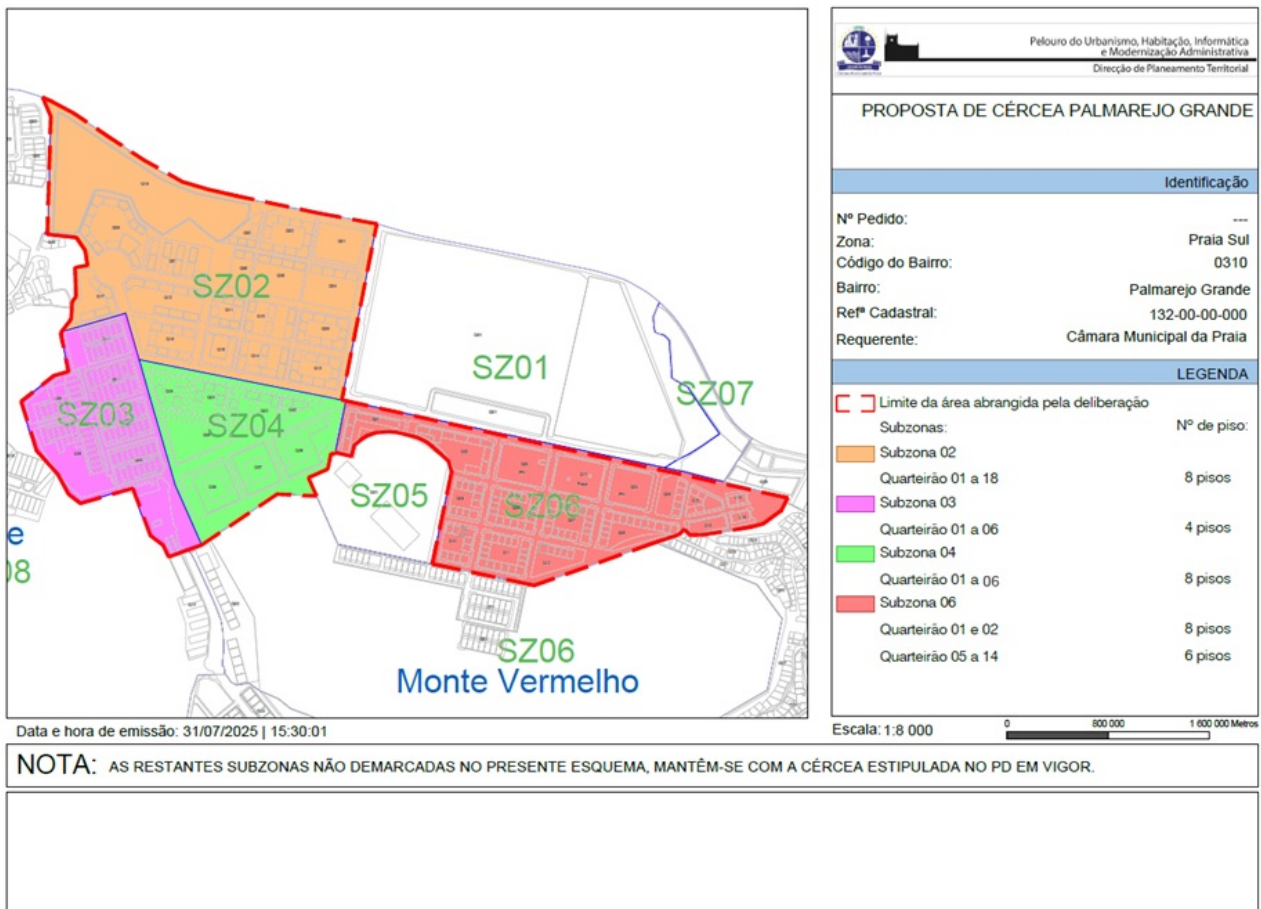 SZ02
SZ01
SZ07
SZ03
SZ04
SZ05
SZ06
e
08
SZ06
Monte Vermelho
Data e hora de emissão: 31/07/2025 | 15:30:01
Pelouro do Urbanismo, Habitação, Informática
e Modernização Administrativa
Direcção de Planeamento Territorial
PROPOSTA DE CÉRCEA PALMAREJO GRANDE
Identificação
Nº Pedido: ---
Zona: Praia Sul
Código do Bairro: 0310
Bairro: Palmarejo Grande
Refª Cadastral: 132-00-00-000
Requerente: Câmara Municipal da Praia
LEGENDA
Limite da área abrangida pela deliberação
Subzonas: Nº de piso:
Subzona 02
Quarteirão 01 a 18 8 pisos
Subzona 03
Quarteirão 01 a 06 4 pisos
Subzona 04
Quarteirão 01 a 06 8 pisos
Subzona 06
Quarteirão 01 e 02 8 pisos
Quarteirão 05 a 14 6 pisos
Escala: 1:8 000
0 800 000 1 600 000 Metros
NOTA: AS RESTANTES SUBZONAS NÃO DEMARCADAS NO PRESENTE ESQUEMA, MANTÊM-SE COM A CÉRCEA ESTIPULADA NO PD EM VIGOR.